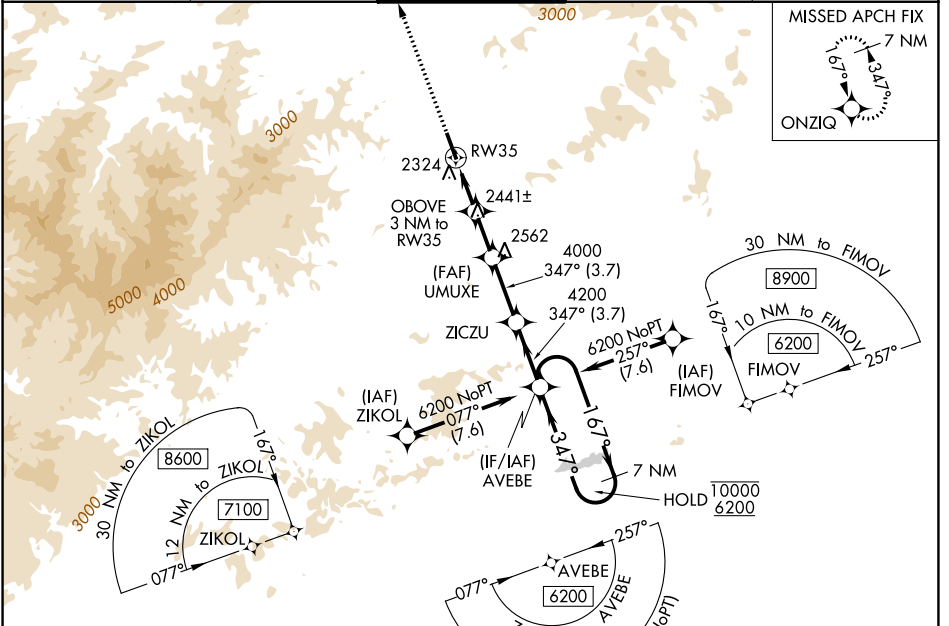 3000
MISSED APCH FIX
7 NM
167°
347°
ONZIQ
3000
RW35
2324
2441±
OBOVE
3 NM to
RW35
2562
(FAF)
UMUXE
4000
347° (3.7)
4200
347° (3.7)
ZICZU
30 NM to FIMOV
8900
10 NM to FIMOV
6200
167°
FIMOV
257°
5000
4000
6200 NoPT
257°
(7.6)
(IAF)
FIMOV
(IAF)
ZIKOL
6200 NoPT
077°
(7.6)
(IF/IAF)
AVEBE
347°
167°
7 NM
HOLD
10000
6200
30 NM to ZIKOL
8600
167°
12 NM to ZIKOL
7100
ZIKOL
077°
3000
257°
AVEBE
077°
6200
AVEBE
NoPT)